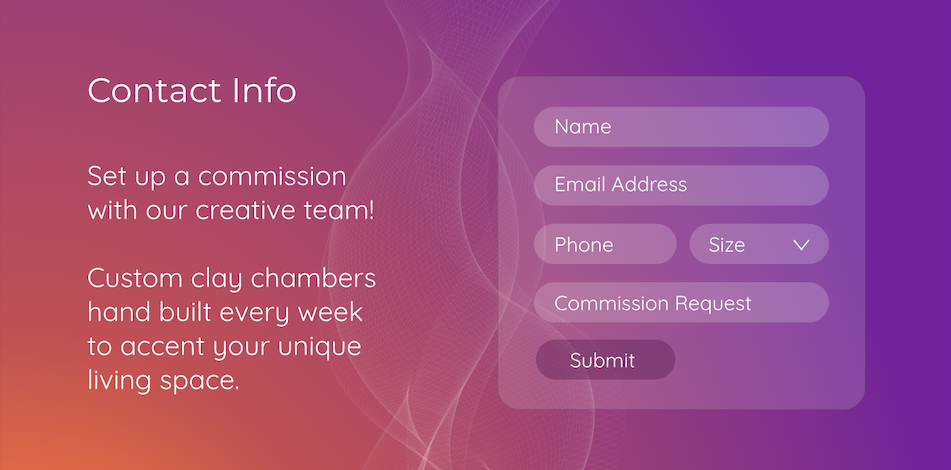 Contact Info
Set up a commission
with our creative team!
Custom clay chambers
hand built every week
to accent your unique
living space.
Name
Email Address
Phone
Size
Commission Request
Submit